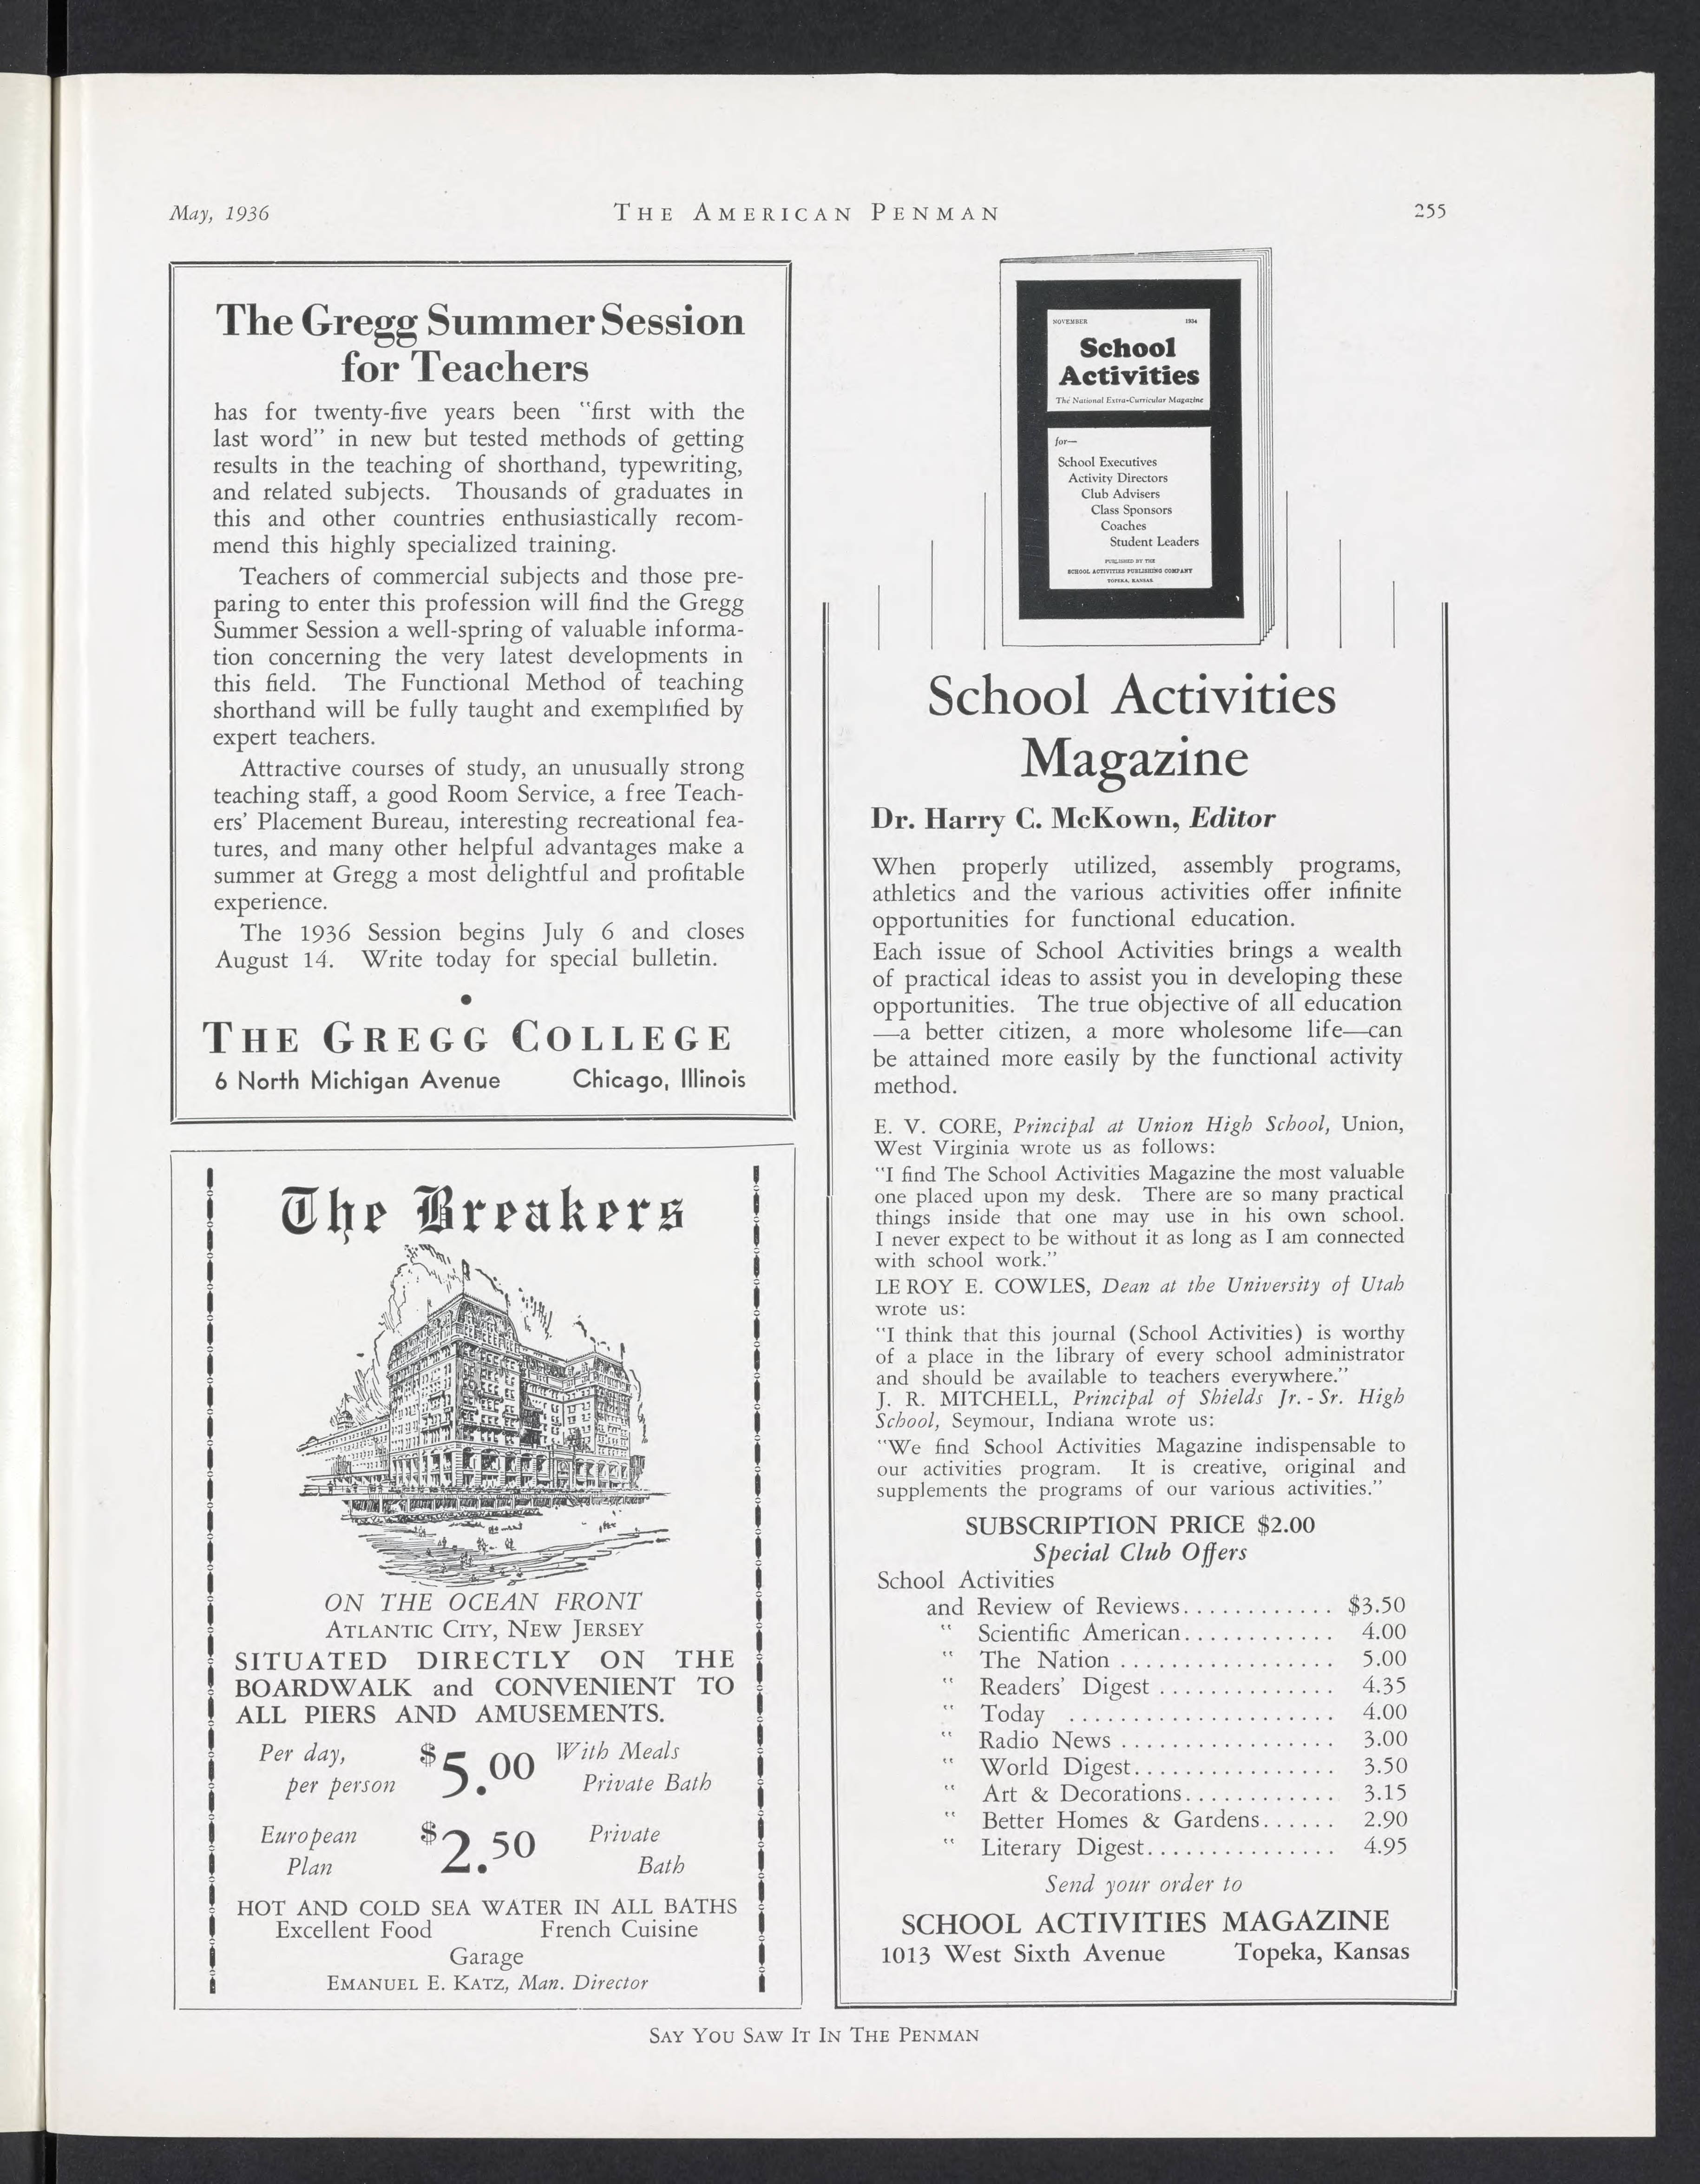 May, 1936
THE AMERICAN PENMAN
255
The Gregg Summer Session
for Teachers
has for twenty-five years been "first with the
last word" in new but tested methods of getting
results in the teaching of shorthand, typewriting,
and related subjects. Thousands of graduates in
this and other countries enthusiastically recom-
mend this highly specialized training.
Teachers of commercial subjects and those pre-
paring to enter this profession will find the Gregg
Summer Session a well-spring of valuable informa-
tion concerning the very latest developments in
this field. The Functional Method of teaching
shorthand will be fully taught and exemplified by
expert teachers.
Attractive courses of study, an unusually strong
teaching staff, a good Room Service, a free Teach-
ers' Placement Bureau, interesting recreational fea-
tures, and many other helpful advantages make a
summer at Gregg a most delightful and profitable
experience.
The 1936 Session begins July 6 and closes
August 14. Write today for special bulletin.
•
THE GREGG COLLEGE
6 North Michigan Avenue Chicago, Illinois
The Breakers
ON THE OCEAN FRONT
ATLANTIC CITY, NEW JERSEY
SITUATED DIRECTLY ON THE
BOARDWALK and CONVENIENT TO
ALL PIERS AND AMUSEMENTS.
Per day,
per person
$5.00
With Meals
Private Bath
European
Plan
$2.50
Private
Bath
HOT AND COLD SEA WATER IN ALL BATHS
Excellent Food French Cuisine
Garage
EMANUEL E. KATZ, Man. Director
NOVEMBER 1934
School
Activities
The National Extra-Curricular Magazine
for—
School Executives
Activity Directors
Club Advisers
Class Sponsors
Coaches
Student Leaders
PUBLISHED BY THE
SCHOOL ACTIVITIES PUBLISHING COMPANY
TOPEKA, KANSAS
School Activities
Magazine
Dr. Harry C. McKown, Editor
When properly utilized, assembly programs,
athletics and the various activities offer infinite
opportunities for functional education.
Each issue of School Activities brings a wealth
of practical ideas to assist you in developing these
opportunities. The true objective of all education
—a better citizen, a more wholesome life—can
be attained more easily by the functional activity
method.
E. V. CORE, Principal at Union High School, Union,
West Virginia wrote us as follows:
"I find The School Activities Magazine the most valuable
one placed upon my desk. There are so many practical
things inside that one may use in his own school.
I never expect to be without it as long as I am connected
with school work."
LE ROY E. COWLES, Dean at the University of Utah
wrote us:
"I think that this journal (School Activities) is worthy
of a place in the library of every school administrator
and should be available to teachers everywhere."
J. R. MITCHELL, Principal of Shields Jr. - Sr. High
School, Seymour, Indiana wrote us:
"We find School Activities Magazine indispensable to
our activities program. It is creative, original and
supplements the programs of our various activities."
SUBSCRIPTION PRICE $2.00
Special Club Offers
School Activities
and Review of Reviews............ $3.50
" Scientific American............ 4.00
" The Nation ................. 5.00
" Readers' Digest .............. 4.35
" Today ..................... 4.00
" Radio News ................. 3.00
" World Digest................ 3.50
" Art & Decorations............ 3.15
" Better Homes & Gardens...... 2.90
" Literary Digest............... 4.95
Send your order to
SCHOOL ACTIVITIES MAGAZINE
1013 West Sixth Avenue Topeka, Kansas
SAY YOU SAW IT IN THE PENMAN